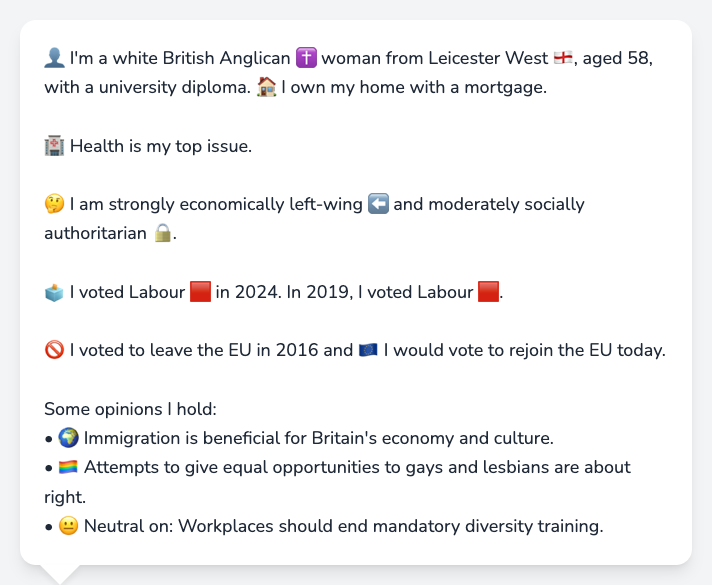 👤 I'm a white British Anglican ✝️ woman from Leicester West 🏴󠁧󠁢󠁥󠁮󠁧󠁿, aged 58,
with a university diploma. 🏠 I own my home with a mortgage.
🏥 Health is my top issue.
🤔 I am strongly economically left-wing ⬅️ and moderately socially
authoritarian 🔒.
🗳️ I voted Labour 🟥 in 2024. In 2019, I voted Labour 🟥.
🚫 I voted to leave the EU in 2016 and 🇪🇺 I would vote to rejoin the EU today.
Some opinions I hold:
• 🌍 Immigration is beneficial for Britain's economy and culture.
• 🏳️‍🌈 Attempts to give equal opportunities to gays and lesbians are about
right.
• 😐 Neutral on: Workplaces should end mandatory diversity training.